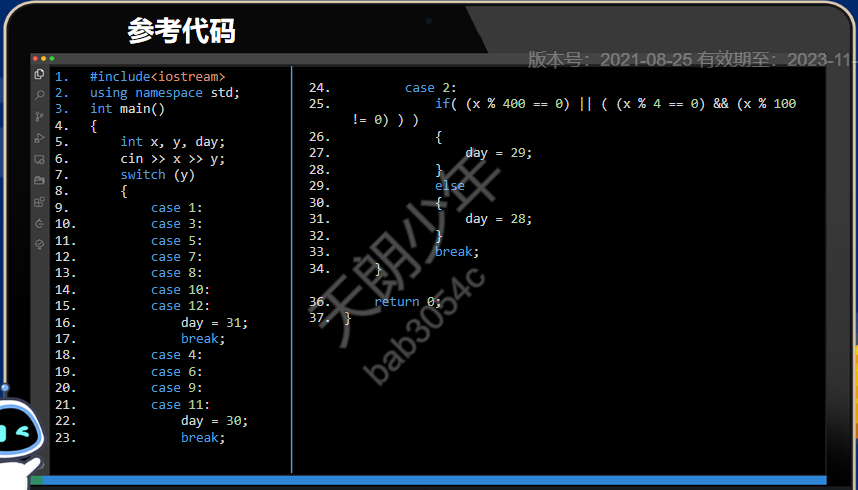 参考代码
版本号：2021-08-25 有效期至：2023-11-
1. #include<iostream>
2. using namespace std;
3. int main()
4. {
5. int x, y, day;
6. cin >> x >> y;
7. switch (y)
8. {
9. case 1:
10. case 3:
11. case 5:
12. case 7:
13. case 8:
14. case 10:
15. case 12:
16. day = 31;
17. break;
18. case 4:
19. case 6:
20. case 9:
21. case 11:
22. day = 30;
23. break;
24. case 2:
25. if( (x % 400 == 0) || ( (x % 4 == 0) && (x % 100
!= 0) ) )
26. {
27. day = 29;
28. }
29. else
30. {
31. day = 28;
32. }
33. break;
34. }
36. return 0;
37. }
天朗少年
bab3054c